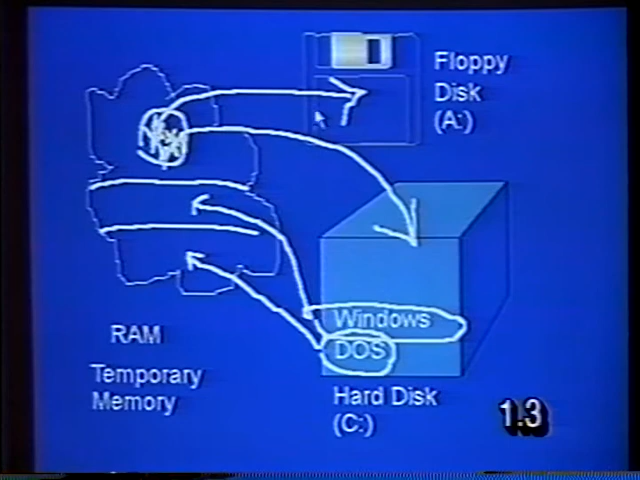 Floppy
Disk
(A:)
Windows
DOS
RAM
Temporary
Memory
Hard Disk
(C:)
1.3